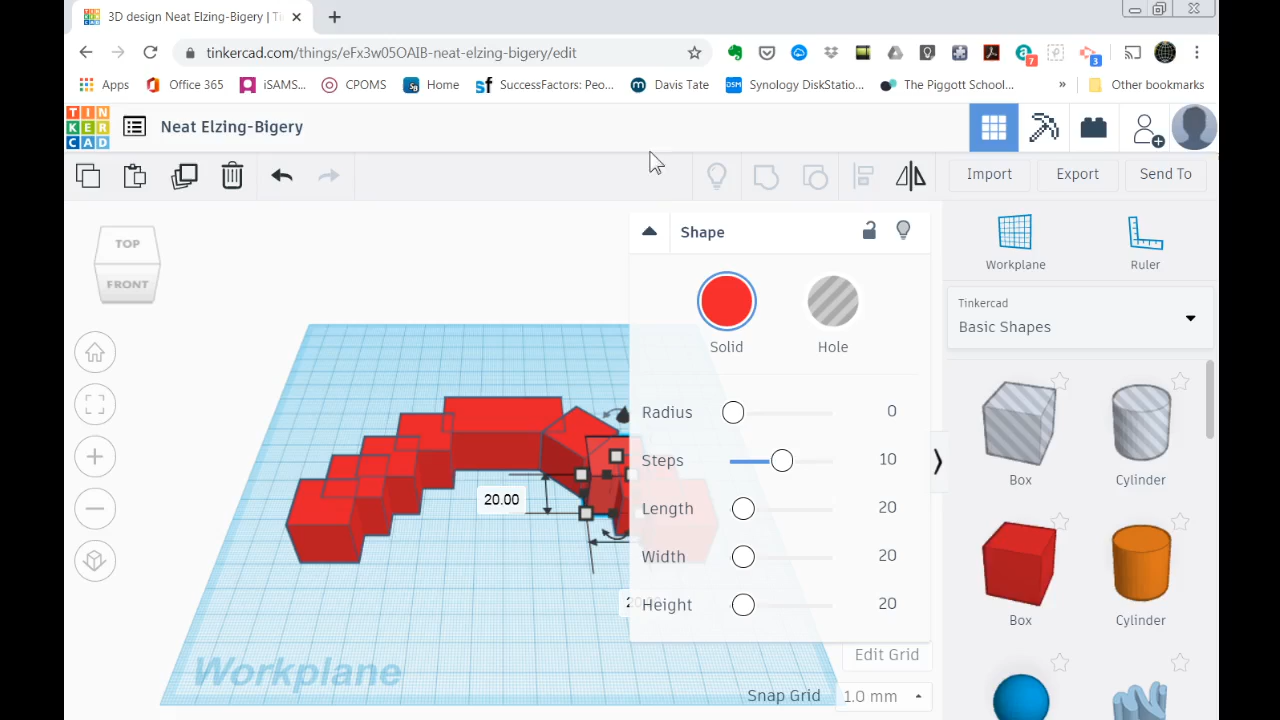 3D design Neat Elzing-Bigery | Ti
tinkercad.com/things/eFx3w05OAIB-neat-elzing-bigery/edit
7
3
Apps
Office 365
iSAMS...
CPOMS
Home
SuccessFactors: Peo...
Davis Tate
DSM
Synology DiskStatio...
The Piggott School...
»
Other bookmarks
TIN
KER
CAD
Neat Elzing-Bigery
Import
Export
Send To
TOP
FRONT
Shape
Workplane
Ruler
Solid
Hole
Tinkercad
Basic Shapes
Radius 0
Steps 10
Length 20
Width 20
Height 20
20.00
Box
Cylinder
Box
Cylinder
Workplane
Edit Grid
Snap Grid 1.0 mm